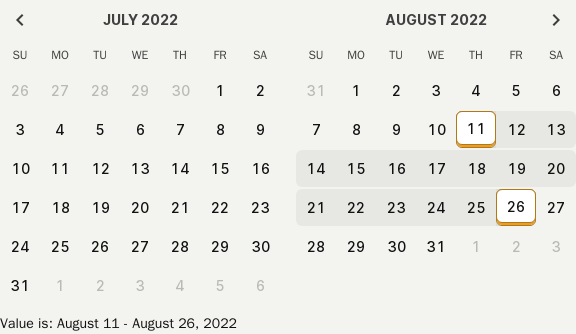 JULY 2022
SU MO TU WE TH FR SA
26 27 28 29 30 1 2
3 4 5 6 7 8 9
10 11 12 13 14 15 16
17 18 19 20 21 22 23
24 25 26 27 28 29 30
31 1 2 3 4 5 6
AUGUST 2022
SU MO TU WE TH FR SA
31 1 2 3 4 5 6
7 8 9 10 11 12 13
14 15 16 17 18 19 20
21 22 23 24 25 26 27
28 29 30 31 1 2 3
Value is: August 11 - August 26, 2022